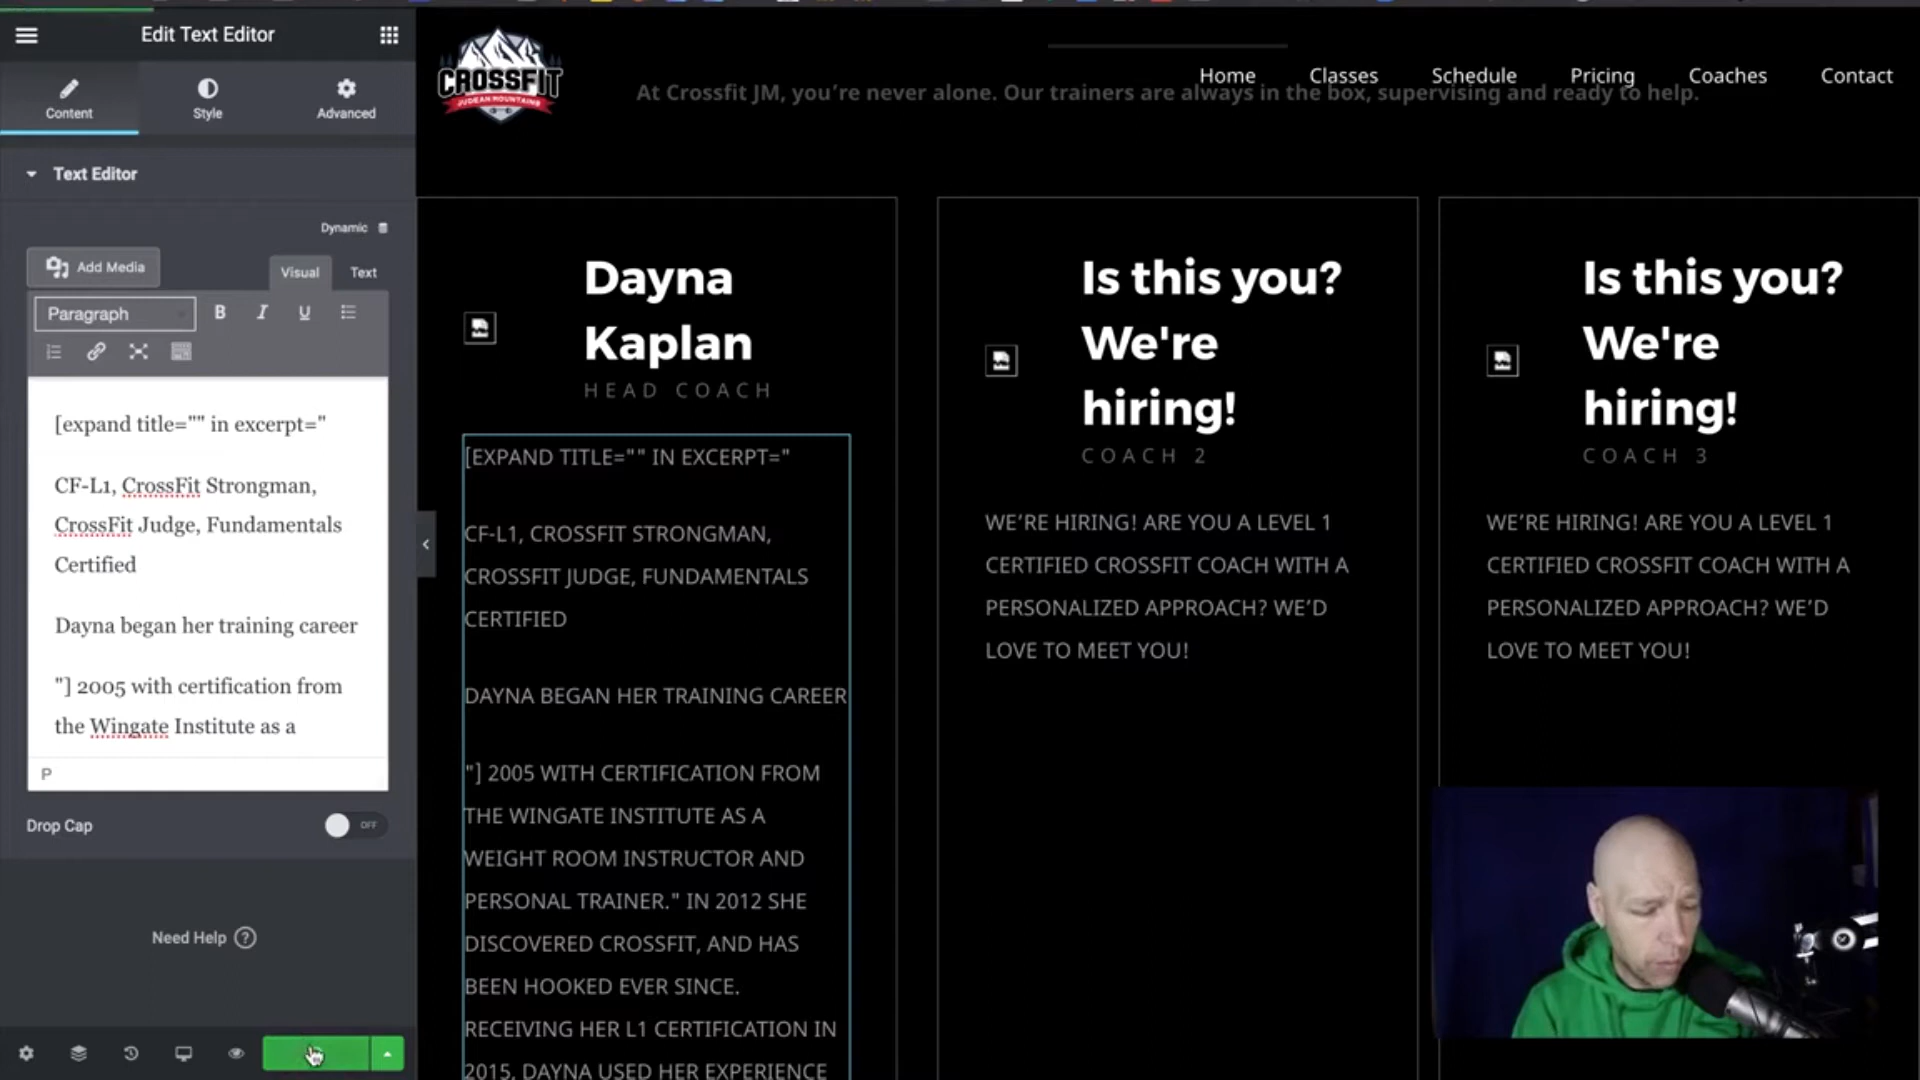 Edit Text Editor
Content
Style
Advanced
Text Editor
Dynamic
Add Media
Visual
Text
Paragraph
B
I
U
[expand title="" in excerpt="
CF-L1, CrossFit Strongman,
CrossFit Judge, Fundamentals
Certified
Dayna began her training career
"] 2005 with certification from
the Wingate Institute as a
P
Drop Cap
OFF
Need Help ?
CROSSFIT
JUDEAN MOUNTAINS
Home
Classes
Schedule
Pricing
Coaches
Contact
At Crossfit JM, you’re never alone. Our trainers are always in the box, supervising and ready to help.
Dayna
Kaplan
HEAD COACH
[EXPAND TITLE="" IN EXCERPT="
CF-L1, CROSSFIT STRONGMAN,
CROSSFIT JUDGE, FUNDAMENTALS
CERTIFIED
DAYNA BEGAN HER TRAINING CAREER
"] 2005 WITH CERTIFICATION FROM
THE WINGATE INSTITUTE AS A
WEIGHT ROOM INSTRUCTOR AND
PERSONAL TRAINER." IN 2012 SHE
DISCOVERED CROSSFIT, AND HAS
BEEN HOOKED EVER SINCE.
RECEIVING HER L1 CERTIFICATION IN
2015, DAYNA USED HER EXPERIENCE
Is this you?
We're
hiring!
COACH 2
WE’RE HIRING! ARE YOU A LEVEL 1
CERTIFIED CROSSFIT COACH WITH A
PERSONALIZED APPROACH? WE’D
LOVE TO MEET YOU!
Is this you?
We're
hiring!
COACH 3
WE’RE HIRING! ARE YOU A LEVEL 1
CERTIFIED CROSSFIT COACH WITH A
PERSONALIZED APPROACH? WE’D
LOVE TO MEET YOU!